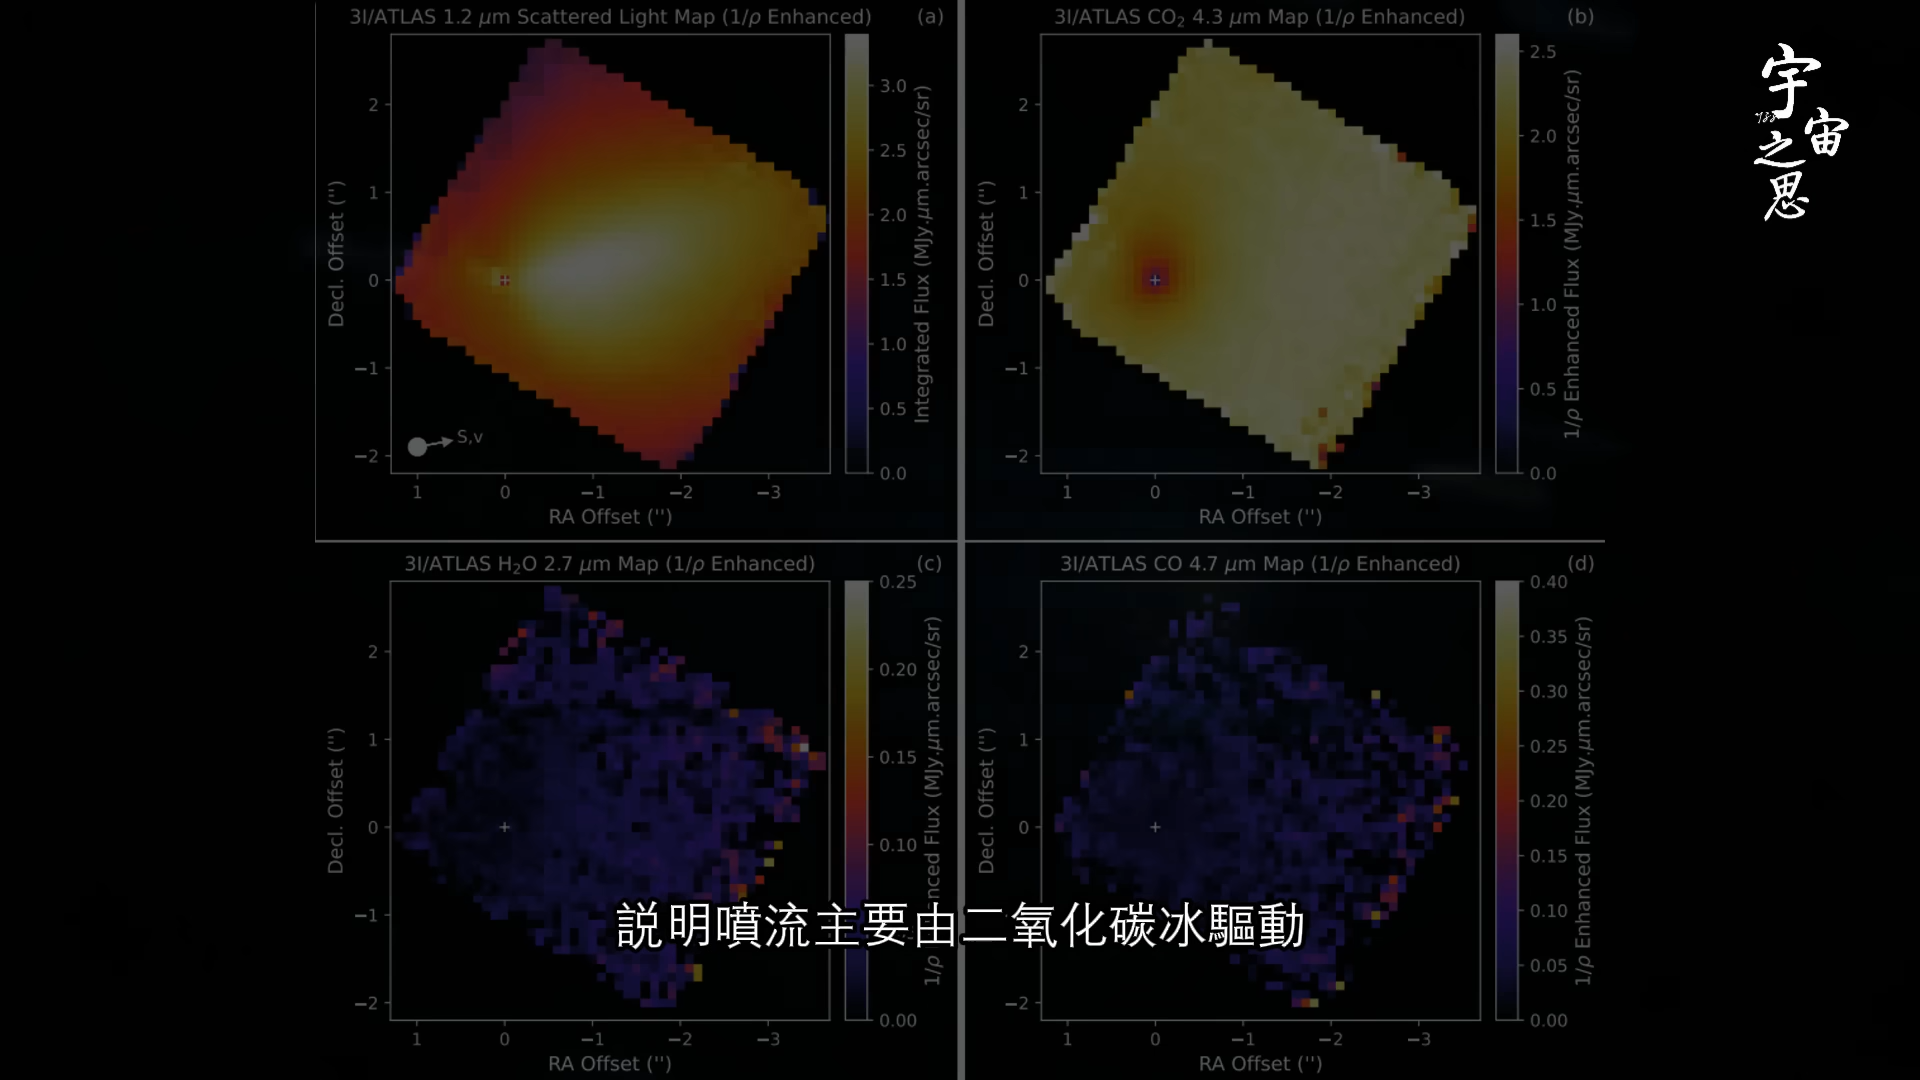 3I/ATLAS 1.2 μm Scattered Light Map (1/ρ Enhanced) (a)
3.0
2.5
2.0
1.5
1.0
0.5
0.0
Integrated Flux (MJy.μm.arcsec/sr)
2
1
0
−1
−2
Decl. Offset ('')
S,v
1 0 −1 −2 −3
RA Offset ('')
3I/ATLAS CO₂ 4.3 μm Map (1/ρ Enhanced) (b)
2.5
2.0
1.5
1.0
0.5
0.0
1/ρ Enhanced Flux (MJy.μm.arcsec/sr)
2
1
0
−1
−2
Decl. Offset ('')
1 0 −1 −2 −3
RA Offset ('')
宇宙之思
3I/ATLAS H₂O 2.7 μm Map (1/ρ Enhanced) (c)
0.25
0.20
0.15
0.10
0.00
1/ρ Enhanced Flux (MJy.μm.arcsec/sr)
2
1
0
−1
−2
Decl. Offset ('')
1 0 −1 −2 −3
RA Offset ('')
3I/ATLAS CO 4.7 μm Map (1/ρ Enhanced) (d)
0.40
0.35
0.30
0.25
0.20
0.15
0.10
0.05
0.00
1/ρ Enhanced Flux (MJy.μm.arcsec/sr)
2
1
0
−1
−2
Decl. Offset ('')
1 0 −1 −2 −3
RA Offset ('')
説明噴流主要由二氧化碳冰驅動